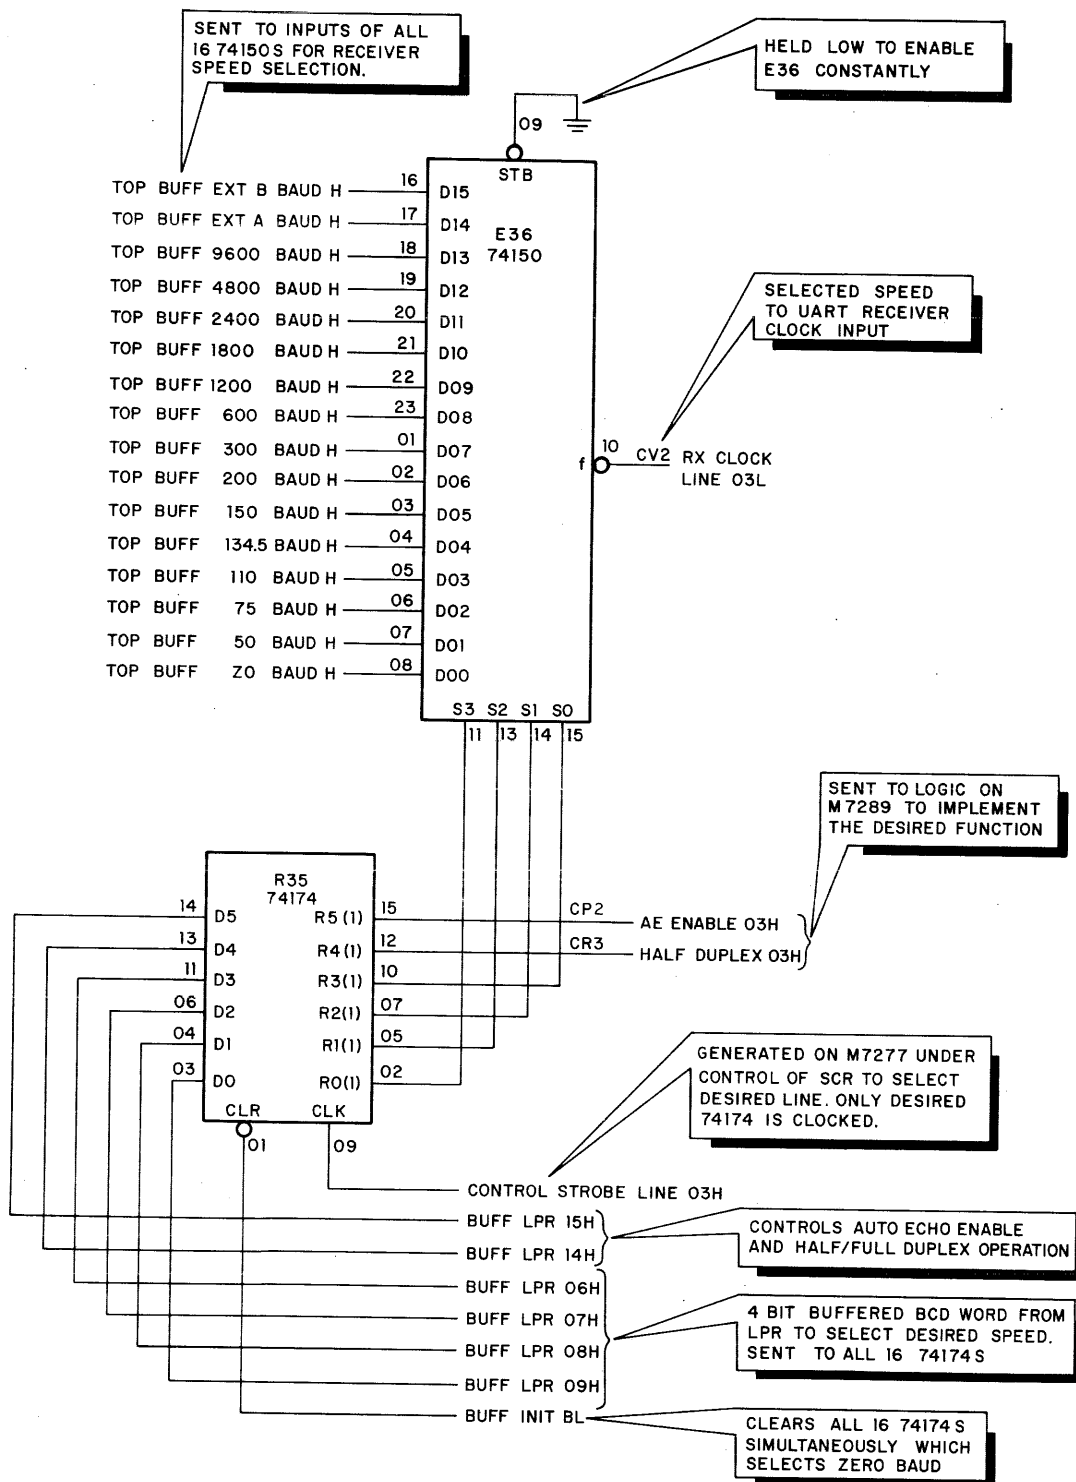 SENT TO INPUTS OF ALL
16 74150S FOR RECEIVER
SPEED SELECTION.
HELD LOW TO ENABLE
E36 CONSTANTLY
09
STB
E36
74150
TOP BUFF EXT B BAUD H 16 D15
TOP BUFF EXT A BAUD H 17 D14
TOP BUFF 9600 BAUD H 18 D13
TOP BUFF 4800 BAUD H 19 D12
TOP BUFF 2400 BAUD H 20 D11
TOP BUFF 1800 BAUD H 21 D10
TOP BUFF 1200 BAUD H 22 D09
TOP BUFF 600 BAUD H 23 D08
TOP BUFF 300 BAUD H 01 D07
TOP BUFF 200 BAUD H 02 D06
TOP BUFF 150 BAUD H 03 D05
TOP BUFF 134.5 BAUD H 04 D04
TOP BUFF 110 BAUD H 05 D03
TOP BUFF 75 BAUD H 06 D02
TOP BUFF 50 BAUD H 07 D01
TOP BUFF Z0 BAUD H 08 D00
SELECTED SPEED
TO UART RECEIVER
CLOCK INPUT
f 10 CV2 RX CLOCK
LINE 03L
S3 S2 S1 S0
11 13 14 15
SENT TO LOGIC ON
M7289 TO IMPLEMENT
THE DESIRED FUNCTION
R35
74174
14 D5 R5(1) 15 CP2 AE ENABLE 03H
13 D4 R4(1) 12 CR3 HALF DUPLEX 03H
11 D3 R3(1) 10
06 D2 R2(1) 07
04 D1 R1(1) 05
03 D0 R0(1) 02
CLR CLK
01 09
GENERATED ON M7277 UNDER
CONTROL OF SCR TO SELECT
DESIRED LINE. ONLY DESIRED
74174 IS CLOCKED.
CONTROL STROBE LINE 03H
BUFF LPR 15H
BUFF LPR 14H
CONTROLS AUTO ECHO ENABLE
AND HALF/FULL DUPLEX OPERATION
BUFF LPR 06H
BUFF LPR 07H
BUFF LPR 08H
BUFF LPR 09H
4 BIT BUFFERED BCD WORD FROM
LPR TO SELECT DESIRED SPEED.
SENT TO ALL 16 74174S
BUFF INIT BL
CLEARS ALL 16 74174S
SIMULTANEOUSLY WHICH
SELECTS ZERO BAUD